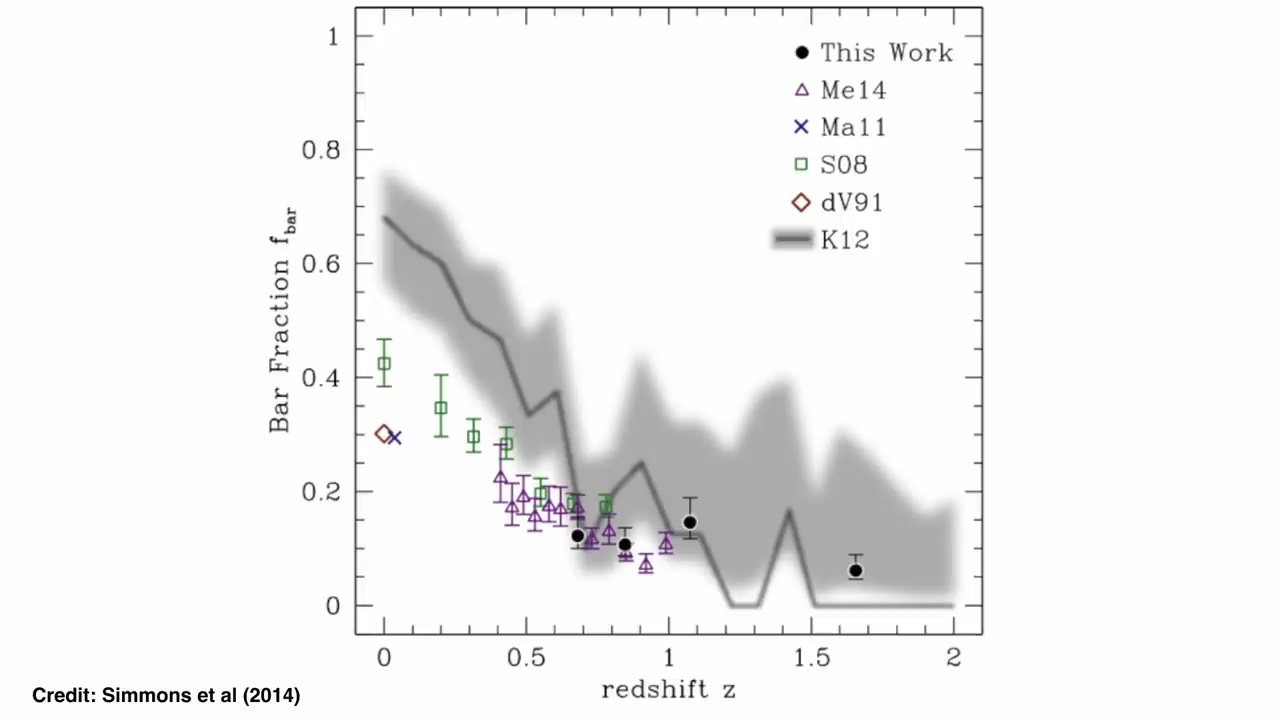 This Work
Me14
Ma11
S08
dV91
K12
Bar Fraction f_bar
1
0.8
0.6
0.4
0.2
0
0 0.5 1 1.5 2
redshift z
Credit: Simmons et al (2014)